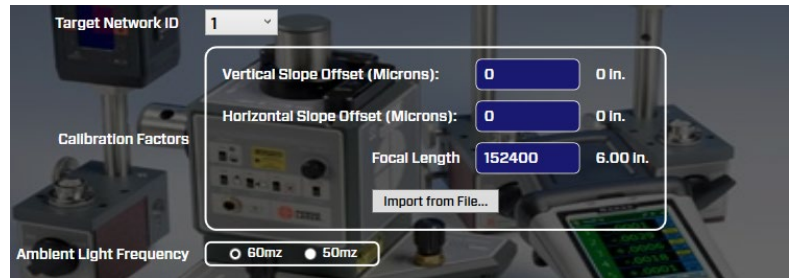 Target Network ID 1
Vertical Slope Offset (Microns): 0 0 in.
Horizontal Slope Offset (Microns): 0 0 in.
Calibration Factors
Focal Length 152400 6.00 in.
Import from File...
Ambient Light Frequency 60mz 50mz